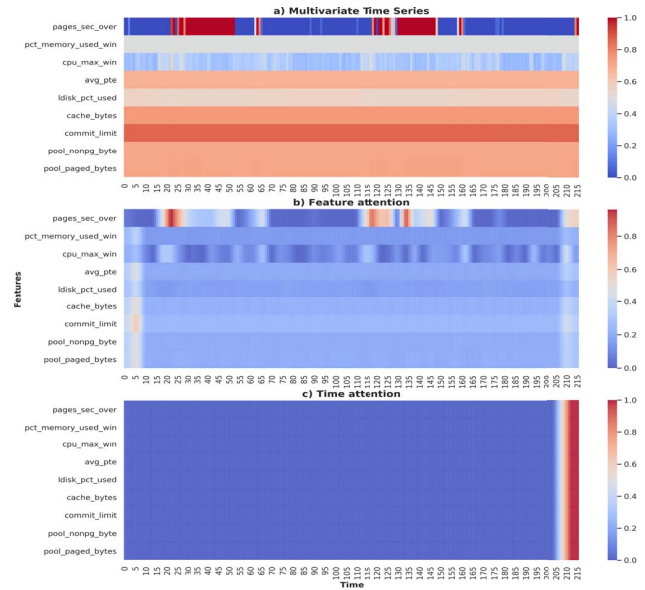 a) Multivariate Time Series
pages_sec_over
pct_memory_used_win
cpu_max_win
avg_pte
ldisk_pct_used
cache_bytes
commit_limit
pool_nonpg_byte
pool_paged_bytes
0 5 10 15 20 25 30 35 40 45 50 55 60 65 70 75 80 85 90 95 100 105 110 115 120 125 130 135 140 145 150 155 160 165 170 175 180 185 190 195 200 205 210 215
1.0
0.8
0.6
0.4
0.2
0.0
b) Feature attention
pages_sec_over
pct_memory_used_win
cpu_max_win
avg_pte
ldisk_pct_used
cache_bytes
commit_limit
pool_nonpg_byte
pool_paged_bytes
Features
0 5 10 15 20 25 30 35 40 45 50 55 60 65 70 75 80 85 90 95 100 105 110 115 120 125 130 135 140 145 150 155 160 165 170 175 180 185 190 195 200 205 210 215
0.8
0.6
0.4
0.2
0.0
c) Time attention
pages_sec_over
pct_memory_used_win
cpu_max_win
avg_pte
ldisk_pct_used
cache_bytes
commit_limit
pool_nonpg_byte
pool_paged_bytes
0 5 10 15 20 25 30 35 40 45 50 55 60 65 70 75 80 85 90 95 100 105 110 115 120 125 130 135 140 145 150 155 160 165 170 175 180 185 190 195 200 205 210 215
Time
1.0
0.8
0.6
0.4
0.2
0.0